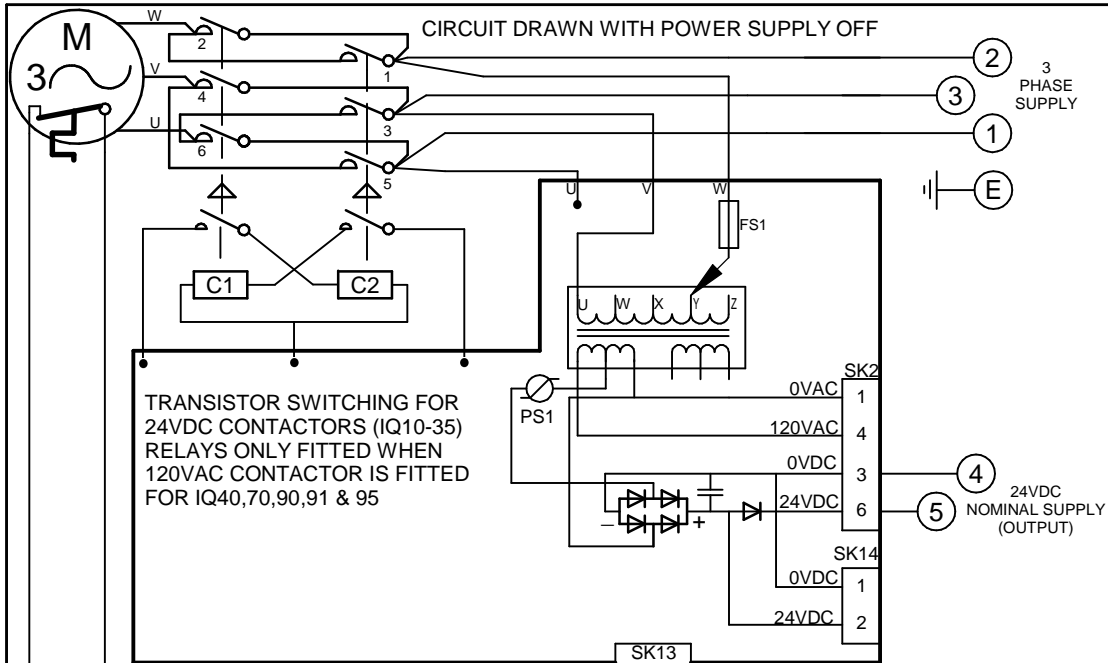 CIRCUIT DRAWN WITH POWER SUPPLY OFF
W
M
3
V
U
2
1
4
3
6
5
2
3
1
E
3
PHASE
SUPPLY
U
V
W
FS1
C1
C2
U
W
X
Y
Z
TRANSISTOR SWITCHING FOR
24VDC CONTACTORS (IQ10-35)
RELAYS ONLY FITTED WHEN
120VAC CONTACTOR IS FITTED
FOR IQ40,70,90,91 & 95
PS1
SK2
0VAC
1
120VAC
4
0VDC
3
24VDC
6
4
5
24VDC
NOMINAL SUPPLY
(OUTPUT)
– +
SK14
0VDC
1
24VDC
2
SK13